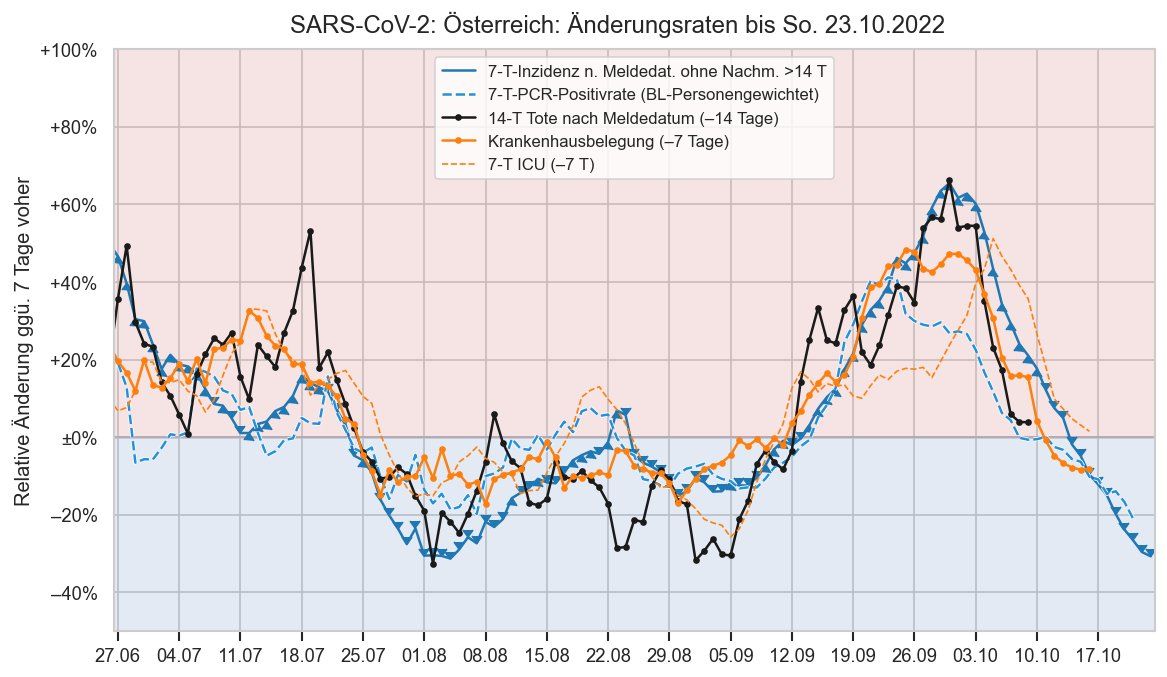 SARS-CoV-2: Österreich: Änderungsraten bis So. 23.10.2022
Relative Änderung ggü. 7 Tage voher
+100%
+80%
+60%
+40%
+20%
±0%
–20%
–40%
7-T-Inzidenz n. Meldedat. ohne Nachm. >14 T
7-T-PCR-Positivrate (BL-Personengewichtet)
14-T Tote nach Meldedatum (–14 Tage)
Krankenhausbelegung (–7 Tage)
7-T ICU (–7 T)
27.06 04.07 11.07 18.07 25.07 01.08 08.08 15.08 22.08 29.08 05.09 12.09 19.09 26.09 03.10 10.10 17.10